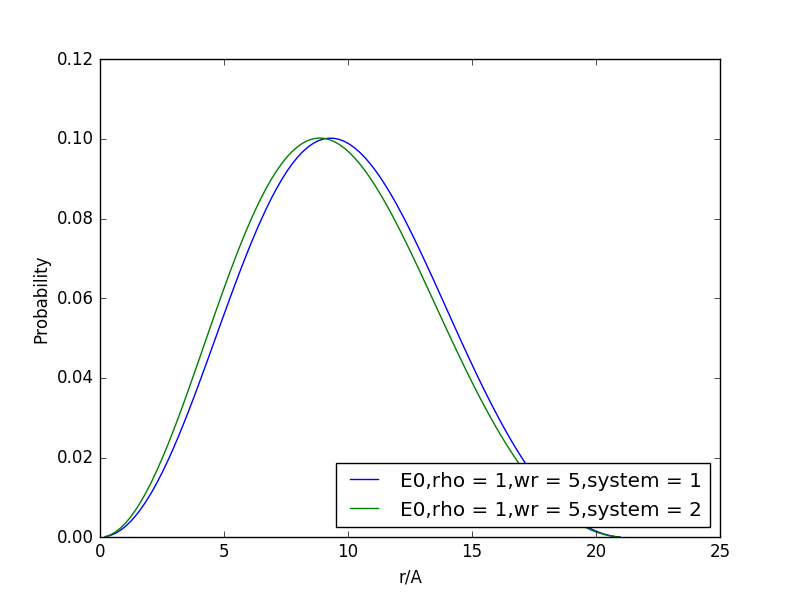 0.12
0.10
0.08
0.06
0.04
0.02
0.00
Probability
E0,rho = 1,wr = 5,system = 1
E0,rho = 1,wr = 5,system = 2
0 5 10 15 20 25
r/A